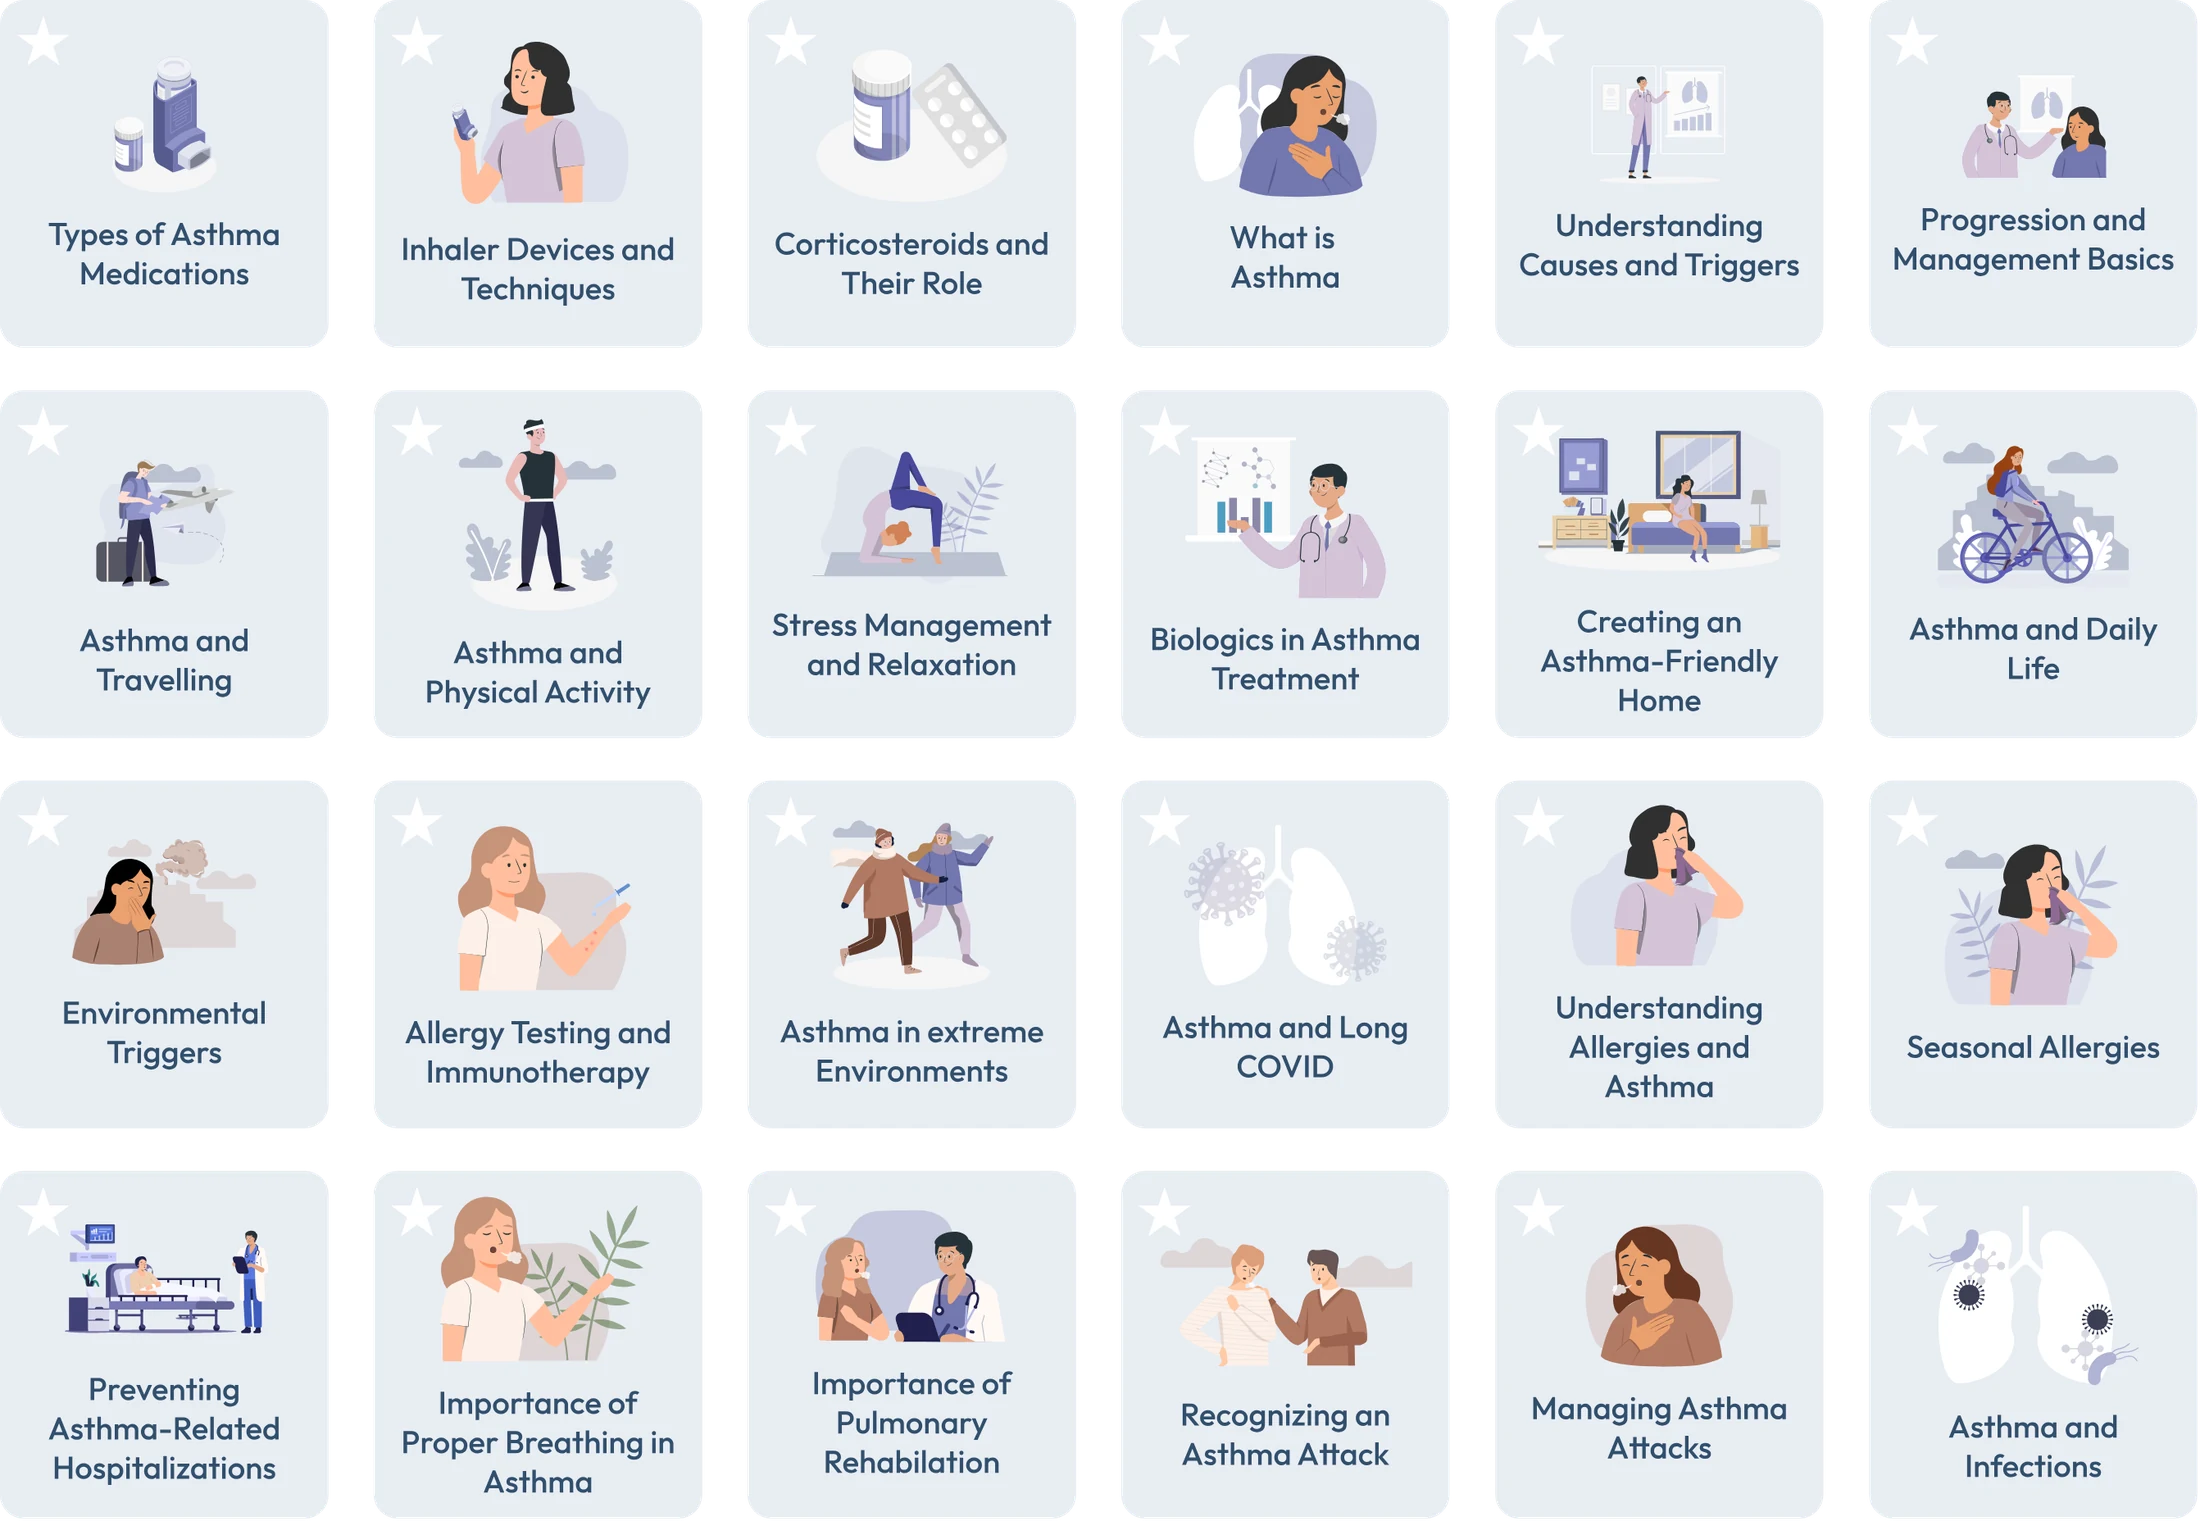 Types of Asthma
Medications
Inhaler Devices and
Techniques
Corticosteroids and
Their Role
What is
Asthma
Understanding
Causes and Triggers
Progression and
Management Basics
Asthma and
Travelling
Asthma and
Physical Activity
Stress Management
and Relaxation
Biologics in Asthma
Treatment
Creating an
Asthma-Friendly
Home
Asthma and Daily
Life
Environmental
Triggers
Allergy Testing and
Immunotherapy
Asthma in extreme
Environments
Asthma and Long
COVID
Understanding
Allergies and
Asthma
Seasonal Allergies
Preventing
Asthma-Related
Hospitalizations
Importance of
Proper Breathing in
Asthma
Importance of
Pulmonary
Rehabilation
Recognizing an
Asthma Attack
Managing Asthma
Attacks
Asthma and
Infections